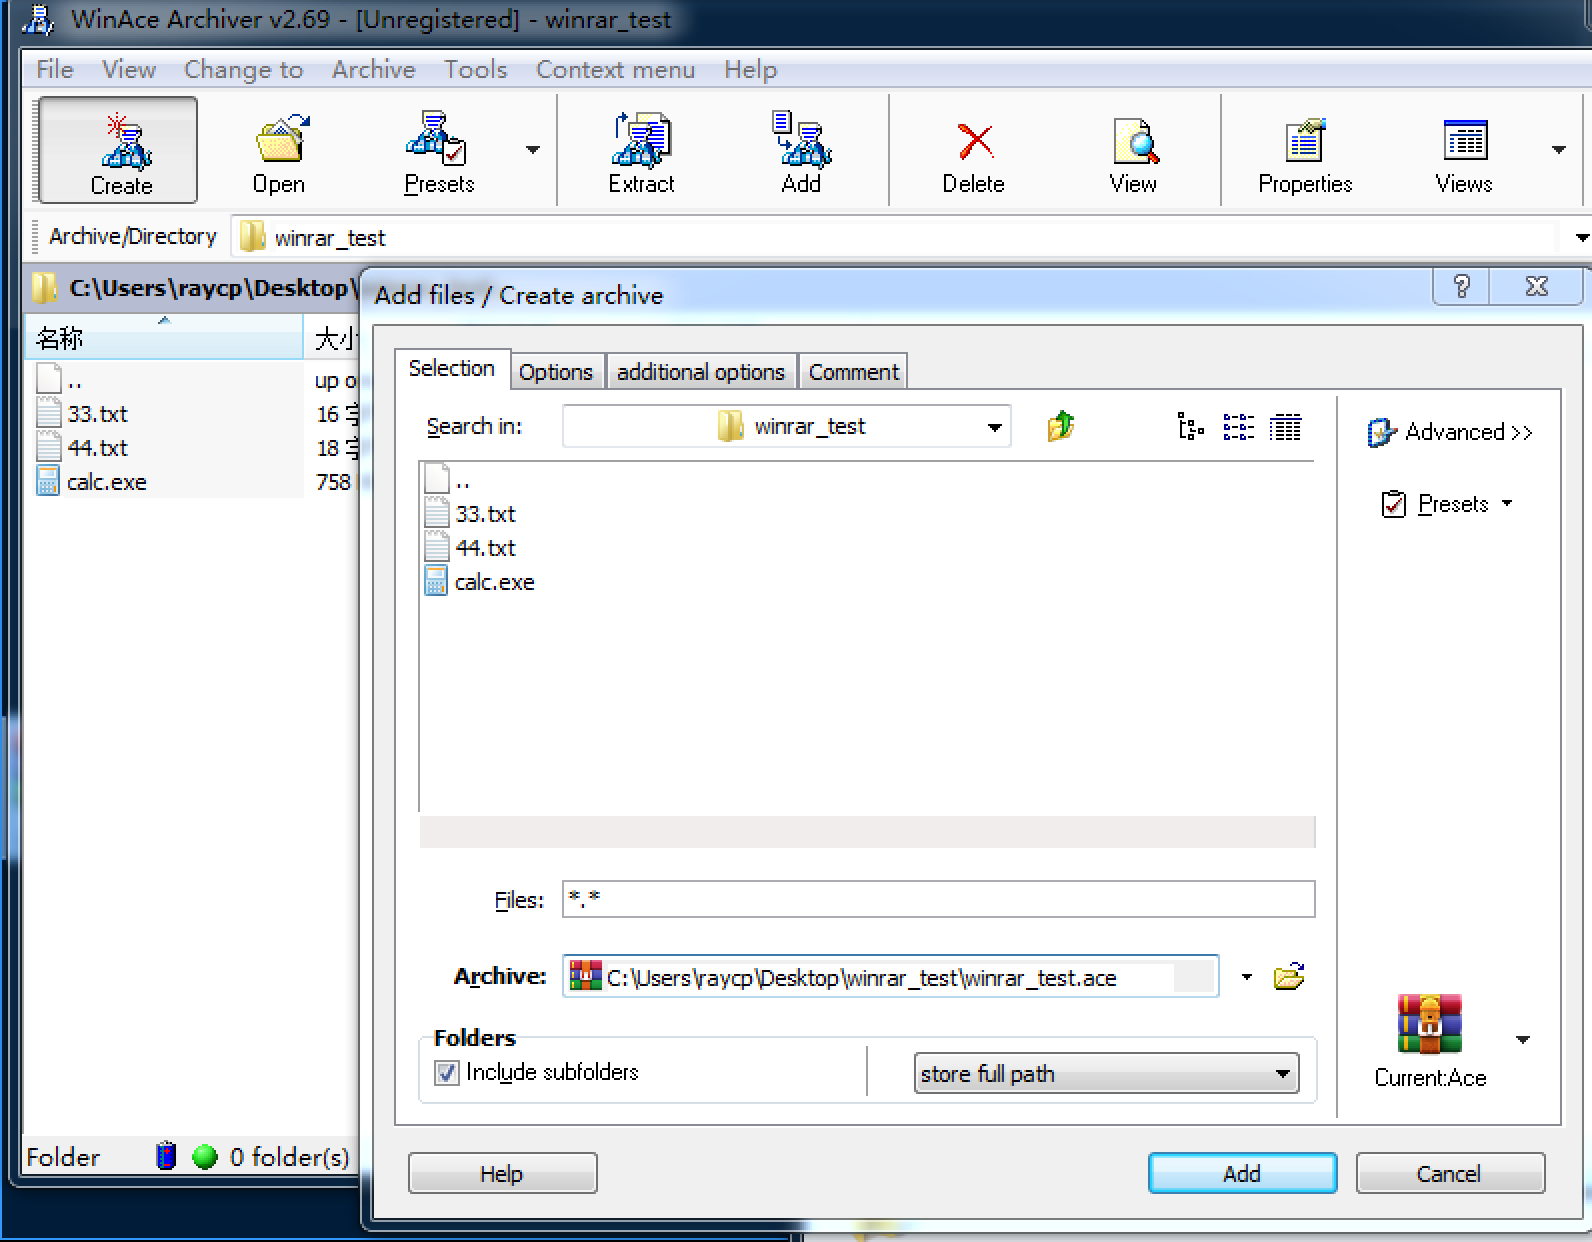 WinAce Archiver v2.69 - [Unregistered] - winrar_test
File View Change to Archive Tools Context menu Help
Create Open Presets Extract Add Delete View Properties Views
Archive/Directory winrar_test
C:\Users\raycp\Desktop\
名称 大小
.. up o
33.txt 16 字
44.txt 18 字
calc.exe 758
Folder 0 folder(s)
Add files / Create archive
Selection Options additional options Comment
Search in: winrar_test
Advanced >>
Presets
..
33.txt
44.txt
calc.exe
Files: *.*
Archive: C:\Users\raycp\Desktop\winrar_test\winrar_test.ace
Folders
Include subfolders store full path
Current:Ace
Help Add Cancel